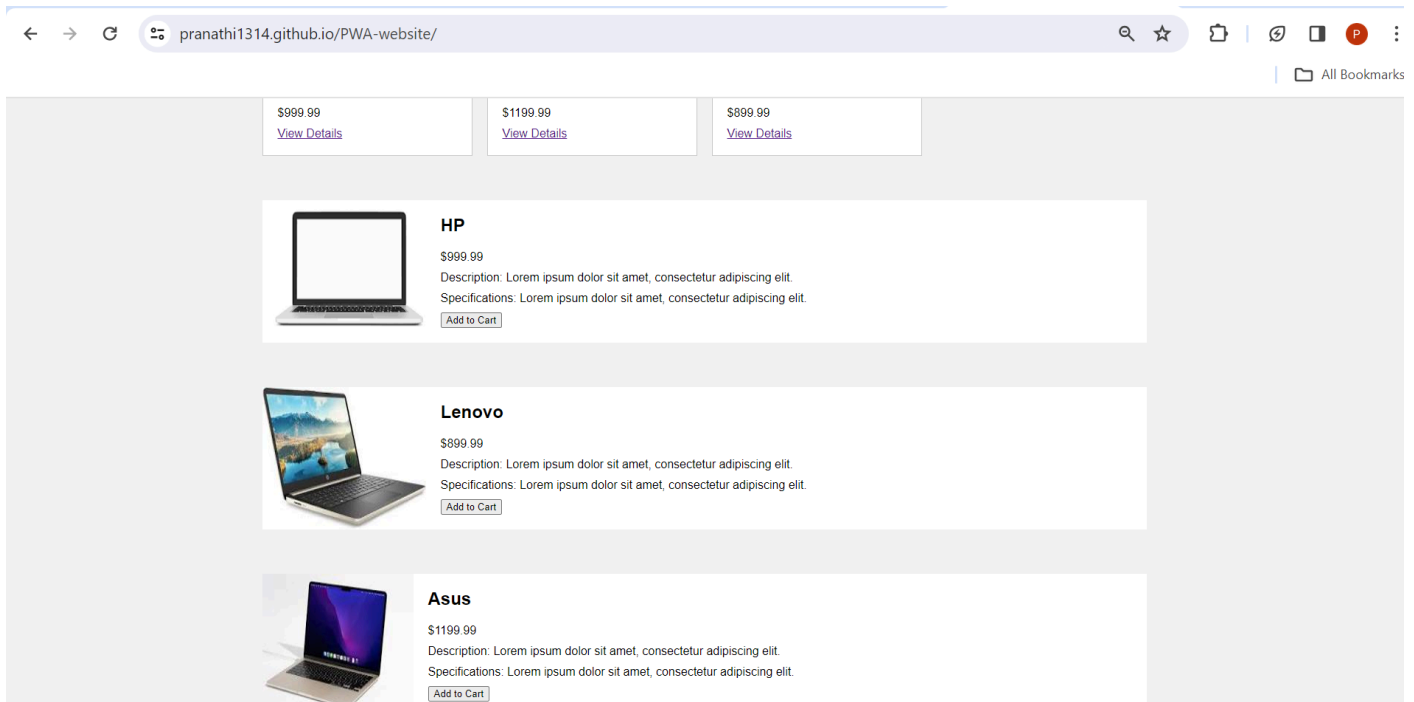 pranathi1314.github.io/PWA-website/
P
All Bookmarks
$999.99 $1199.99 $899.99
View Details View Details View Details
HP
$999.99
Description: Lorem ipsum dolor sit amet, consectetur adipiscing elit.
Specifications: Lorem ipsum dolor sit amet, consectetur adipiscing elit.
Add to Cart
Lenovo
$899.99
Description: Lorem ipsum dolor sit amet, consectetur adipiscing elit.
Specifications: Lorem ipsum dolor sit amet, consectetur adipiscing elit.
Add to Cart
Asus
$1199.99
Description: Lorem ipsum dolor sit amet, consectetur adipiscing elit.
Specifications: Lorem ipsum dolor sit amet, consectetur adipiscing elit.
Add to Cart